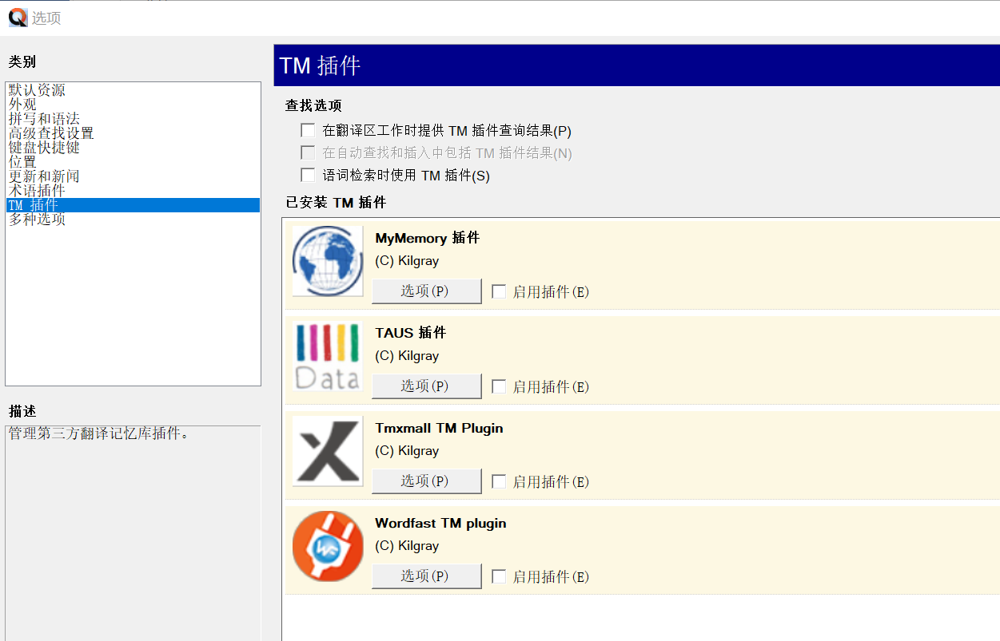 选项
类别
默认资源
外观
拼写和语法
高级查找设置
键盘快捷键
位置
更新和新闻
术语插件
TM 插件
多种选项
描述
管理第三方翻译记忆库插件。
TM 插件
查找选项
在翻译区工作时提供 TM 插件查询结果(P)
在自动查找和插入中包括 TM 插件结果(N)
语词检索时使用 TM 插件(S)
已安装 TM 插件
MyMemory 插件
(C) Kilgray
选项(P) 启用插件(E)
Data
TAUS 插件
(C) Kilgray
选项(P) 启用插件(E)
Tmxmall TM Plugin
(C) Kilgray
选项(P) 启用插件(E)
Wordfast TM plugin
(C) Kilgray
选项(P) 启用插件(E)